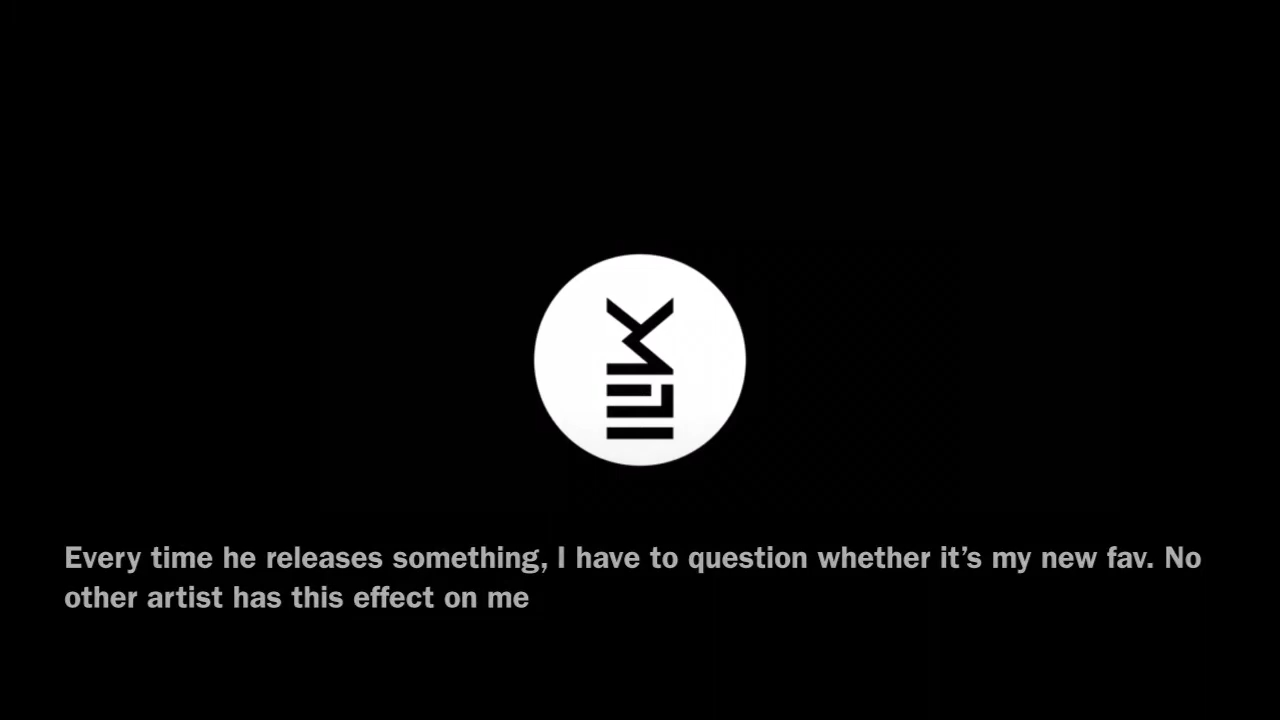 Every time he releases something, I have to question whether it’s my new fav. No
other artist has this effect on me